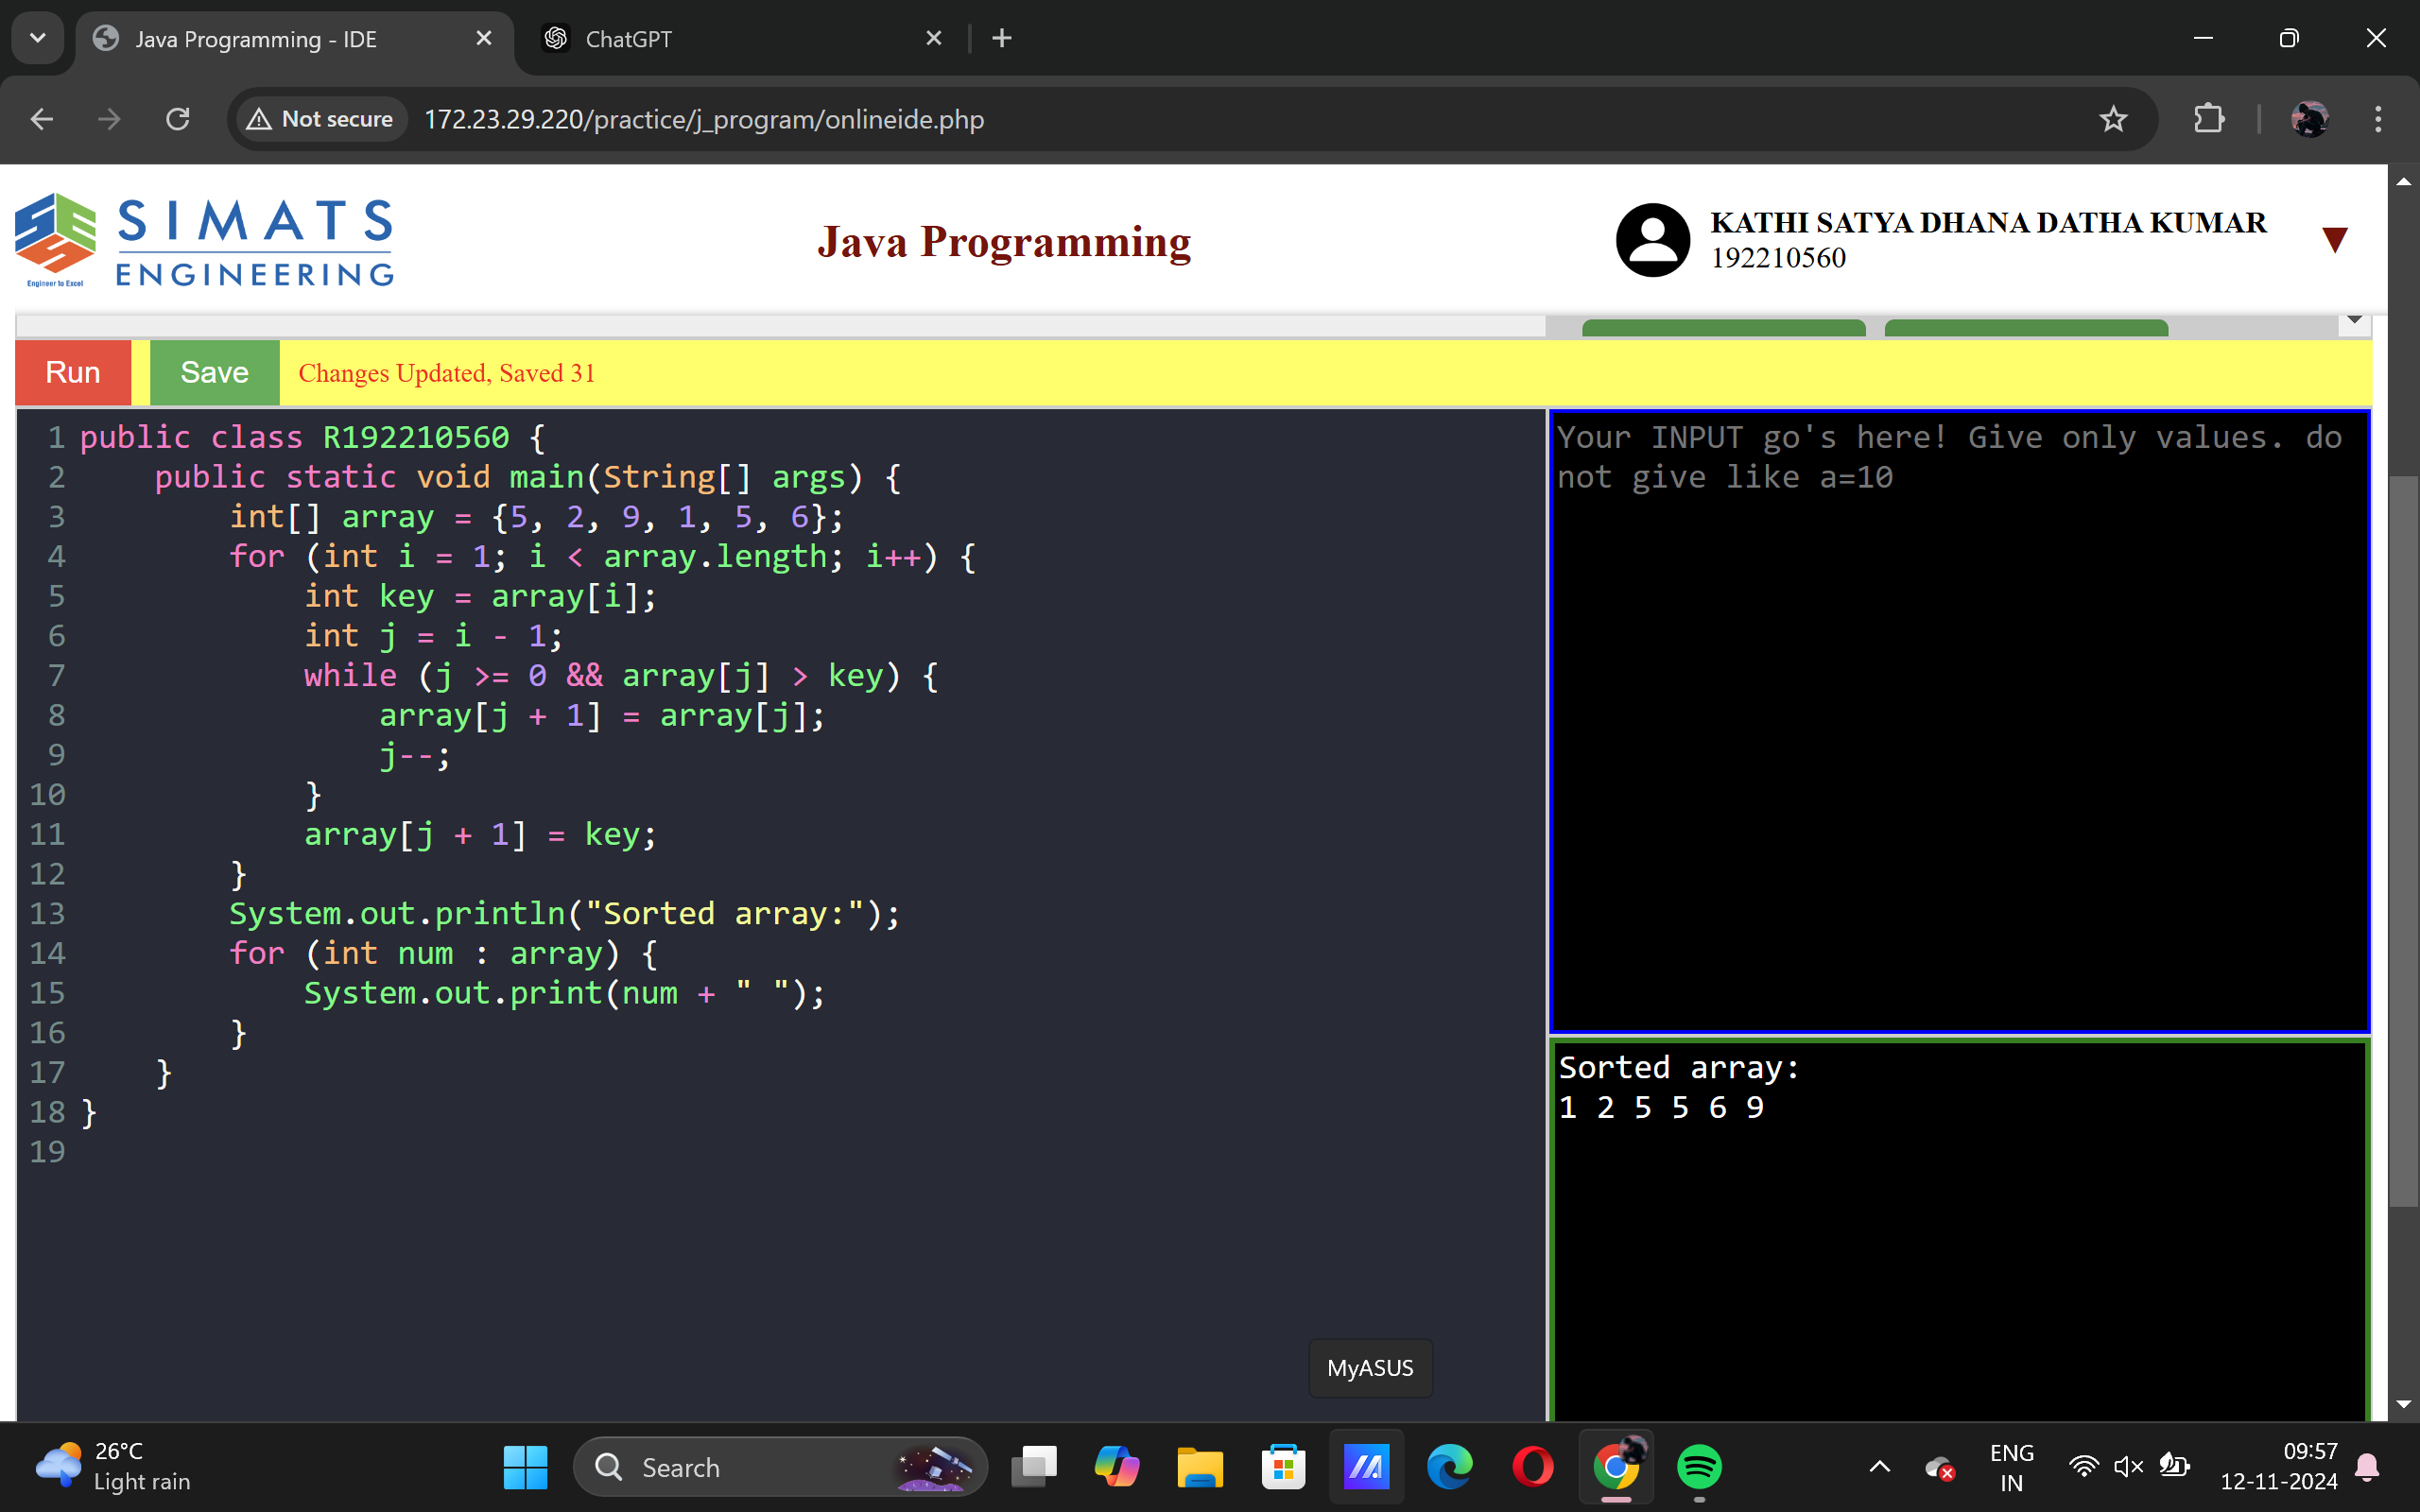 Java Programming - IDE
ChatGPT
Not secure
172.23.29.220/practice/j_program/onlineide.php
SIMATS
ENGINEERING
Engineer to Excel
Java Programming
KATHI SATYA DHANA DATHA KUMAR
192210560
Run
Save
Changes Updated, Saved 31
1 public class R192210560 {
2     public static void main(String[] args) {
3         int[] array = {5, 2, 9, 1, 5, 6};
4         for (int i = 1; i < array.length; i++) {
5             int key = array[i];
6             int j = i - 1;
7             while (j >= 0 && array[j] > key) {
8                 array[j + 1] = array[j];
9                 j--;
10             }
11             array[j + 1] = key;
12         }
13         System.out.println("Sorted array:");
14         for (int num : array) {
15             System.out.print(num + " ");
16         }
17     }
18 }
19
Your INPUT go's here! Give only values. do
not give like a=10
Sorted array:
1 2 5 5 6 9
MyASUS
26°C
Light rain
Search
ENG
IN
09:57
12-11-2024